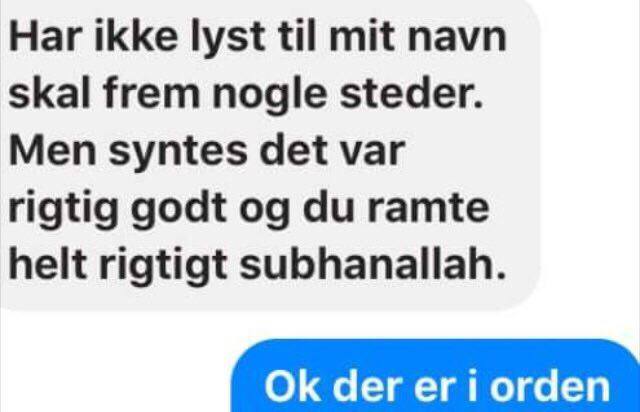 Har ikke lyst til mit navn
skal frem nogle steder.
Men syntes det var
rigtig godt og du ramte
helt rigtigt subhanallah.
Ok der er i orden